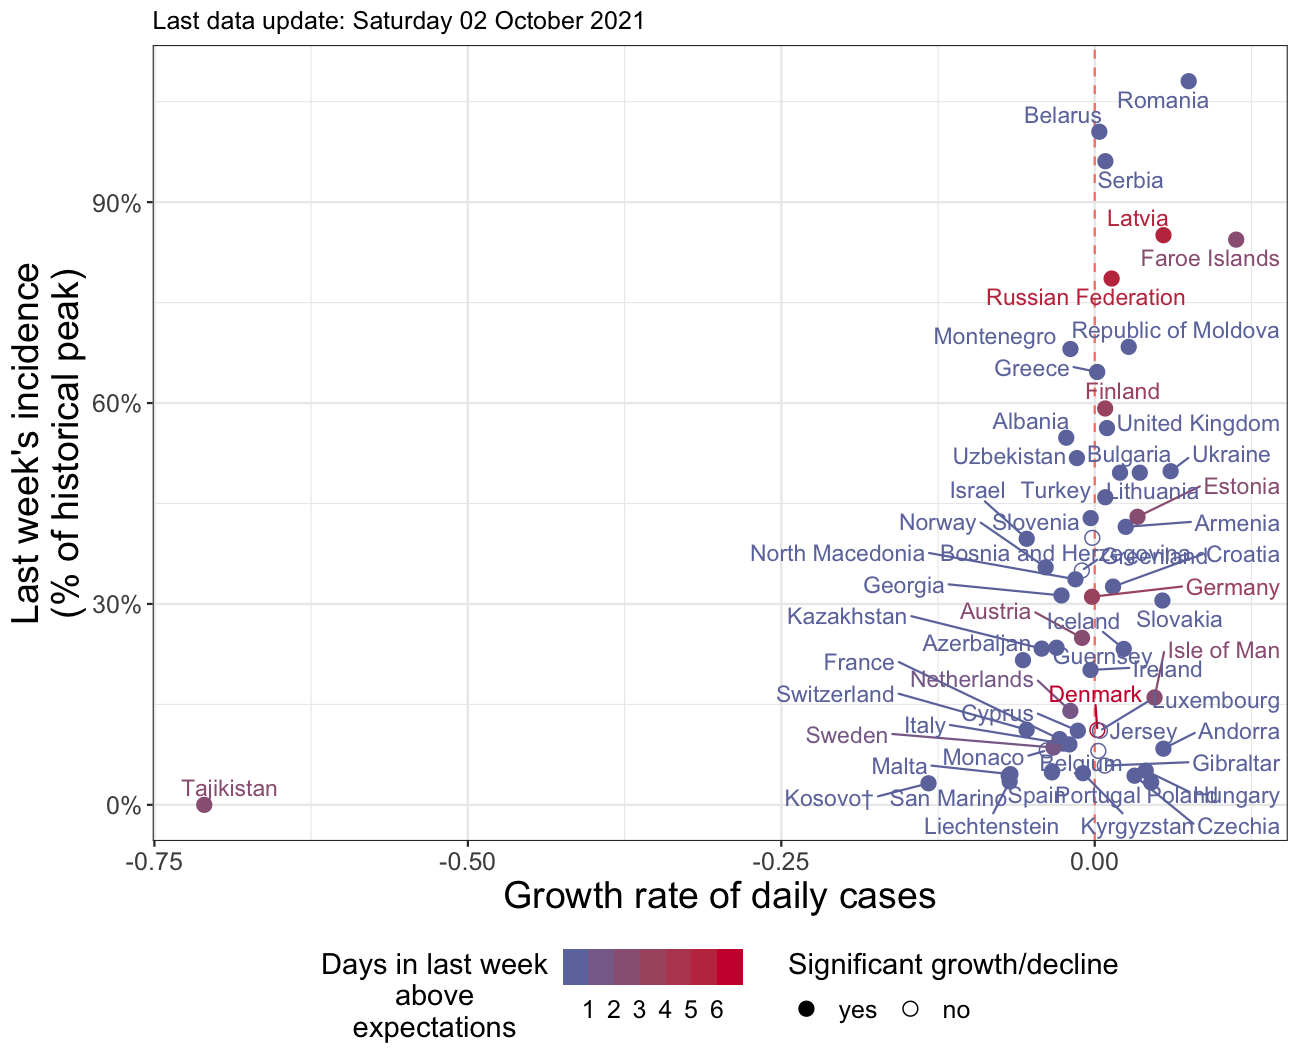 Last data update: Saturday 02 October 2021
Last week's incidence
(% of historical peak)
90%
60%
30%
0%
Romania
Belarus
Serbia
Latvia
Faroe Islands
Russian Federation
Montenegro
Republic of Moldova
Greece
Finland
Albania
United Kingdom
Uzbekistan
Bulgaria
Ukraine
Israel
Turkey
Lithuania
Estonia
Norway
Slovenia
Armenia
North Macedonia
Bosnia and Herzegovina
Greenland
Croatia
Georgia
Germany
Kazakhstan
Austria
Iceland
Slovakia
Azerbaijan
Guernsey
Isle of Man
France
Ireland
Netherlands
Switzerland
Denmark
Luxembourg
Cyprus
Italy
Jersey
Andorra
Sweden
Monaco
Belgium
Gibraltar
Malta
Tajikistan
Kosovo†
San Marino
Spain
Portugal
Poland
Hungary
Liechtenstein
Kyrgyzstan
Czechia
-0.75
-0.50
-0.25
0.00
Growth rate of daily cases
Days in last week
above
expectations
1 2 3 4 5 6
Significant growth/decline
yes
no